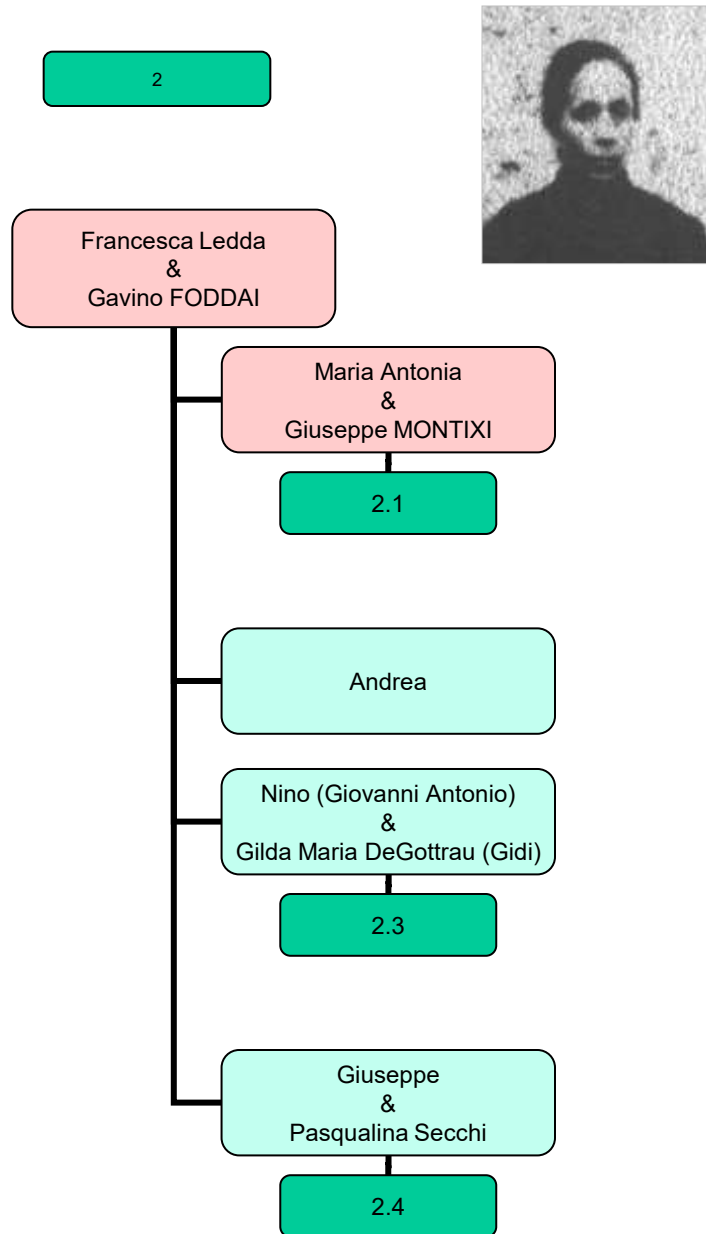 2
Francesca Ledda
&
Gavino FODDAI
Maria Antonia
&
Giuseppe MONTIXI
2.1
Andrea
Nino (Giovanni Antonio)
&
Gilda Maria DeGottrau (Gidi)
2.3
Giuseppe
&
Pasqualina Secchi
2.4